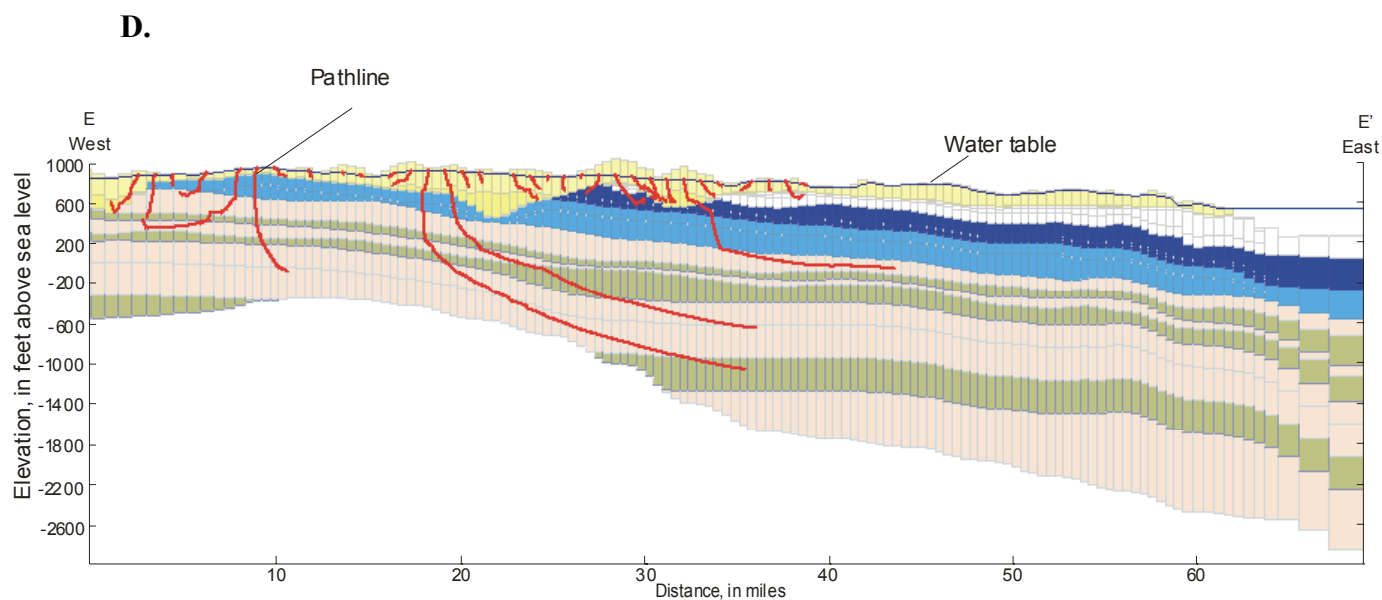 D.
Pathline
E
West
Water table
E'
East
Elevation, in feet above sea level
1000
600
200
-200
-600
-1000
-1400
-1800
-2200
-2600
10
20
30
40
50
60
Distance, in miles